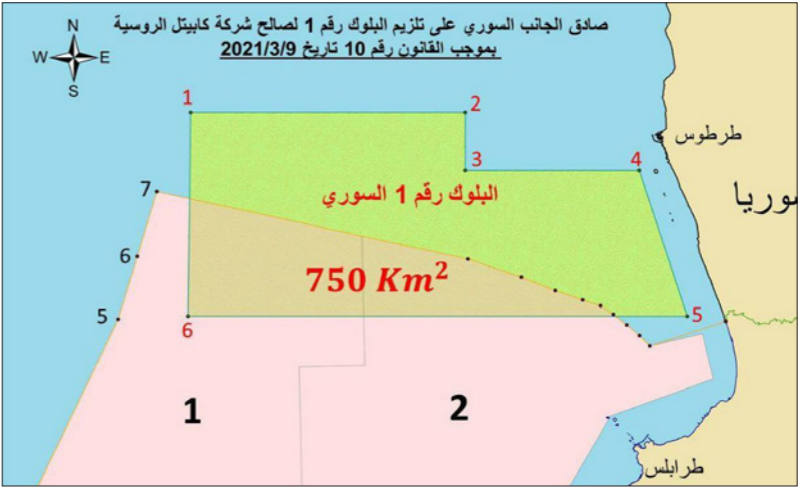 صادق الجانب السوري على تلزيم البلوك رقم 1 لصالح شركة كابيتل الروسية
بموجب القانون رقم 10 تاريخ 2021/3/9
N
W E
S
1
2
طرطوس
3
4
7
البلوك رقم 1 السوري
وريا
6
750 Km²
5
6
5
1
2
طرابلس